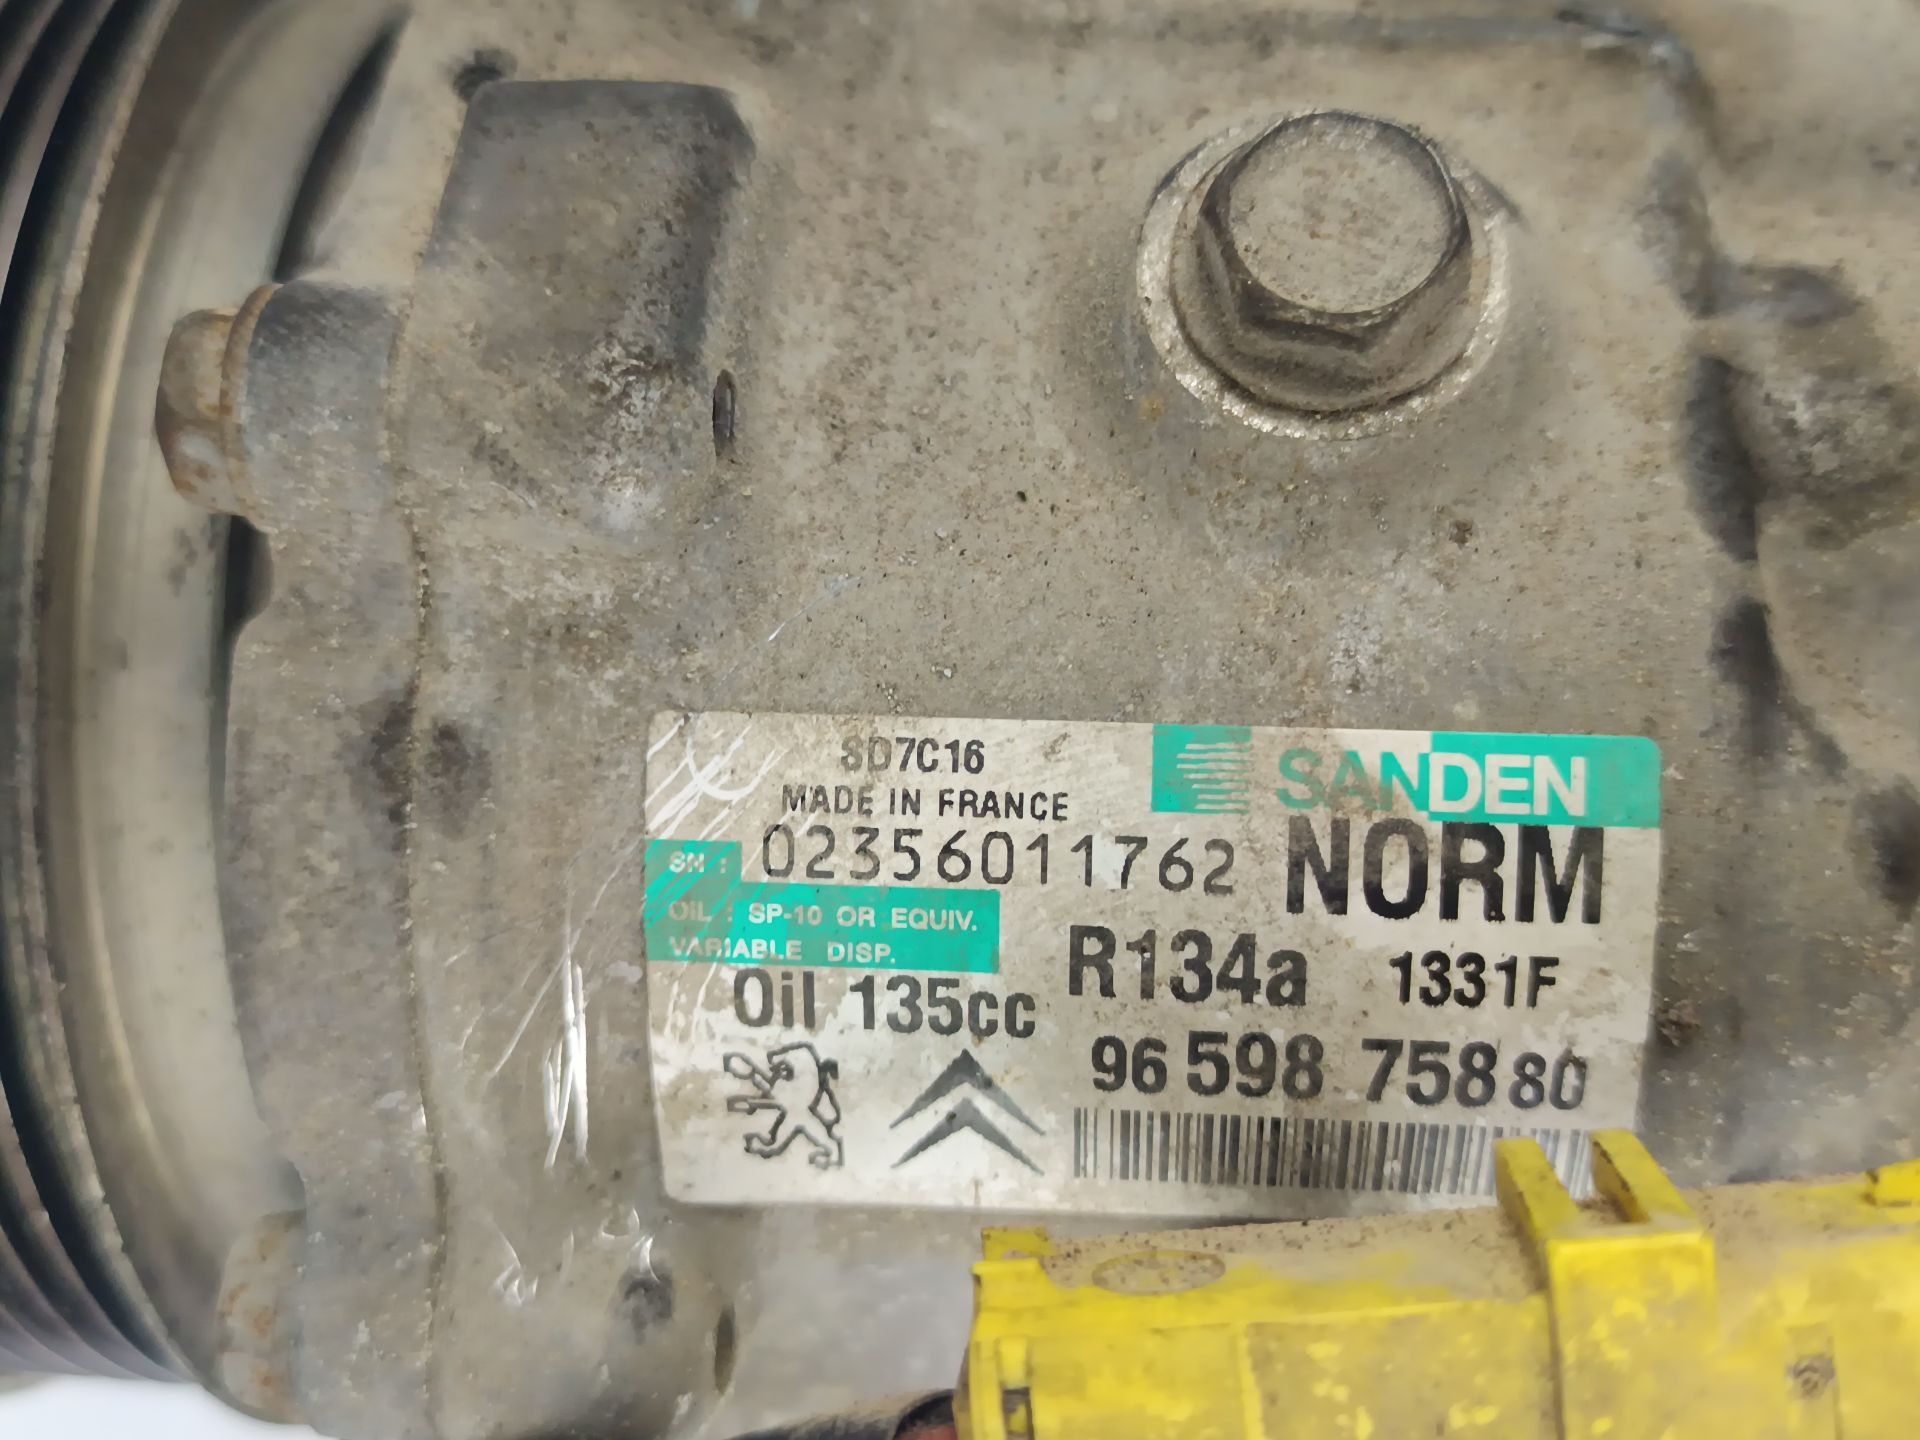 SD7C16
SANDEN
MADE IN FRANCE
SN : 02356011762
NORM
OIL : SP-10 OR EQUIV.
VARIABLE DISP.
R134a 1331F
Oil 135cc
96 598 758 80